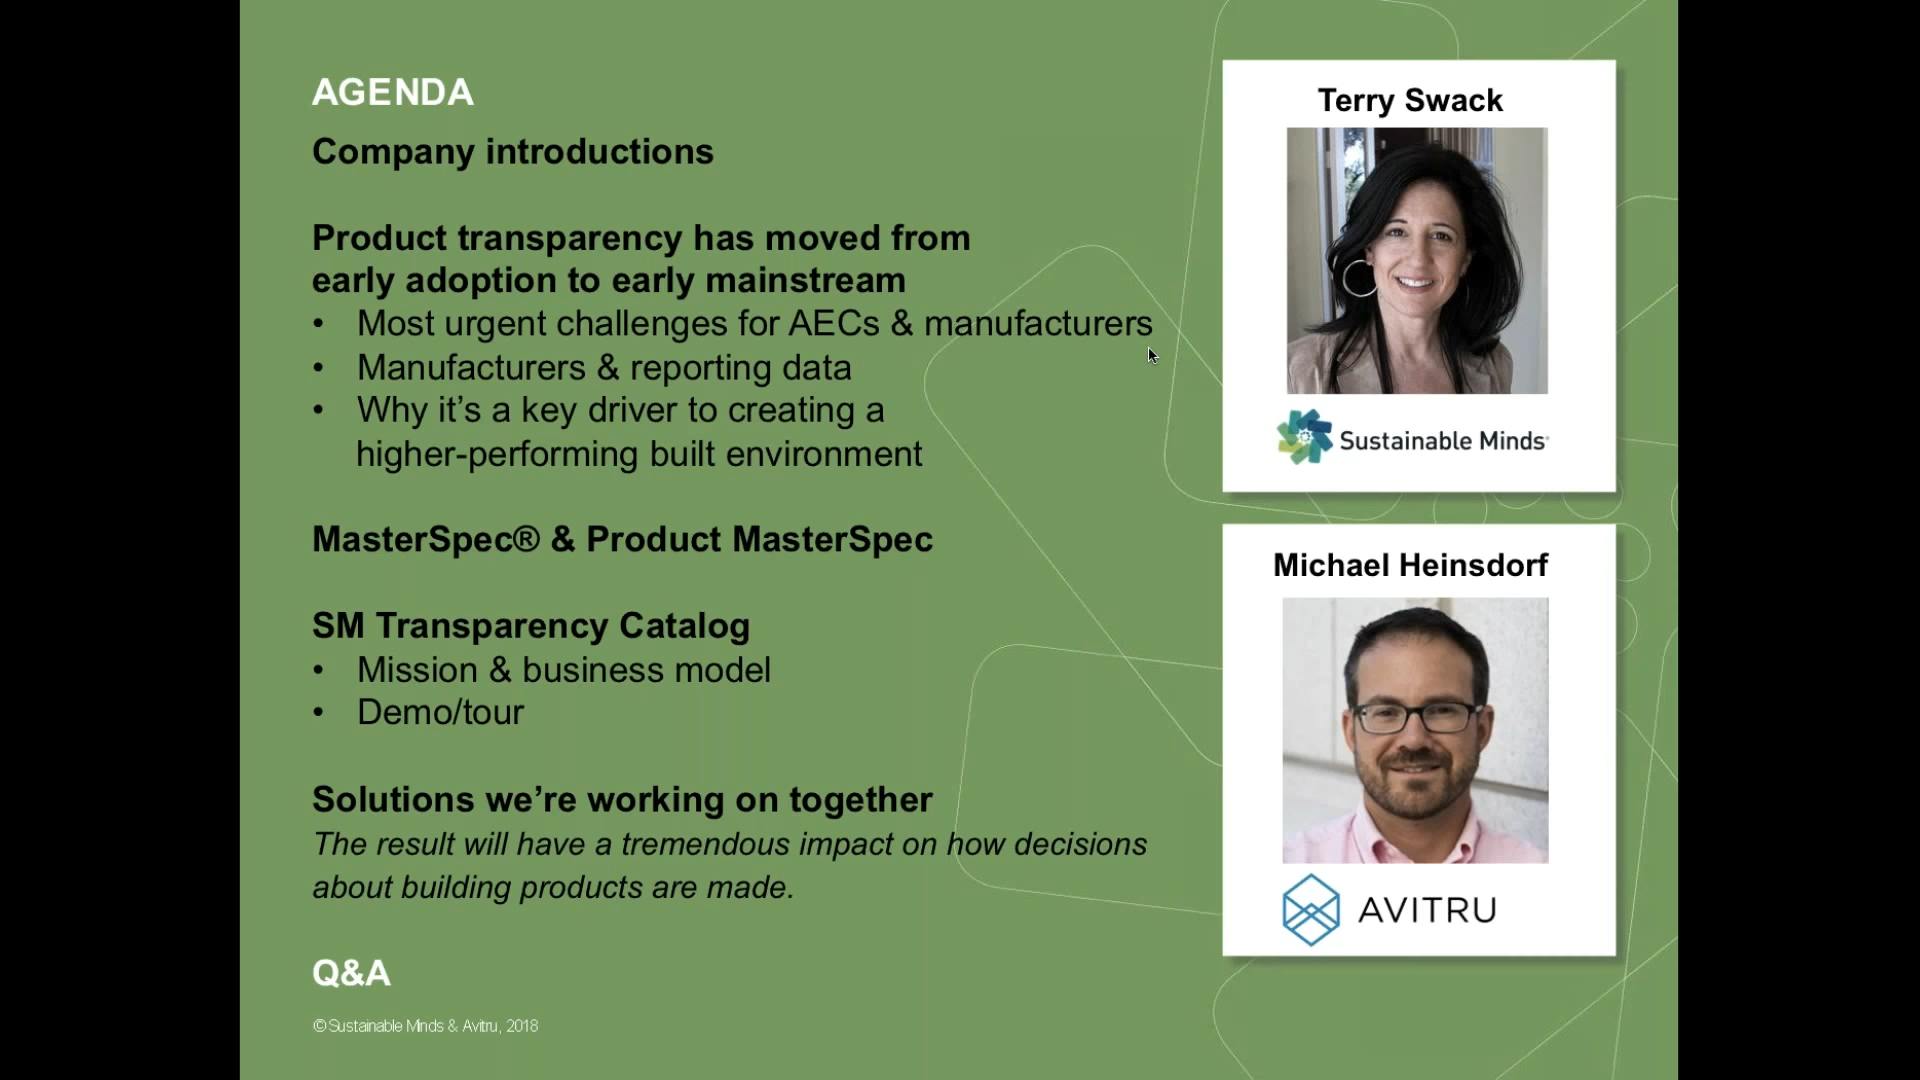 AGENDA
Company introductions
Product transparency has moved from
early adoption to early mainstream
• Most urgent challenges for AECs & manufacturers
• Manufacturers & reporting data
• Why it’s a key driver to creating a
higher-performing built environment
MasterSpec® & Product MasterSpec
SM Transparency Catalog
• Mission & business model
• Demo/tour
Solutions we’re working on together
The result will have a tremendous impact on how decisions
about building products are made.
Q&A
© Sustainable Minds & Avitru, 2018
Terry Swack
Sustainable Minds
Michael Heinsdorf
AVITRU